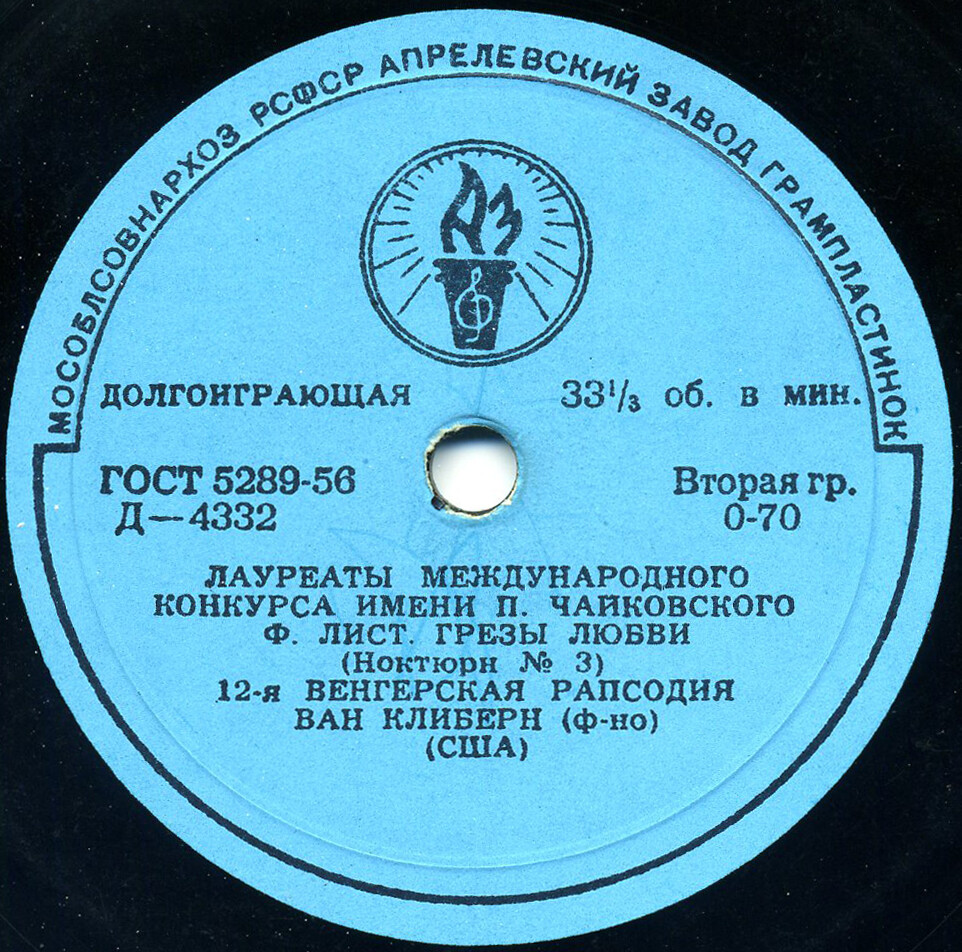 МОСОБЛСОВНАРХОЗ РСФСР АПРЕЛЕВСКИЙ ЗАВОД ГРАМПЛАСТИНОК
АЗ
ДОЛГОИГРАЮЩАЯ 33⅓ об. в мин.
ГОСТ 5289-56 Вторая гр.
Д—4332 0-70
ЛАУРЕАТЫ МЕЖДУНАРОДНОГО
КОНКУРСА ИМЕНИ П. ЧАЙКОВСКОГО
Ф. ЛИСТ. ГРЕЗЫ ЛЮБВИ
(Ноктюрн № 3)
12-я ВЕНГЕРСКАЯ РАПСОДИЯ
ВАН КЛИБЕРН (ф-но)
(США)